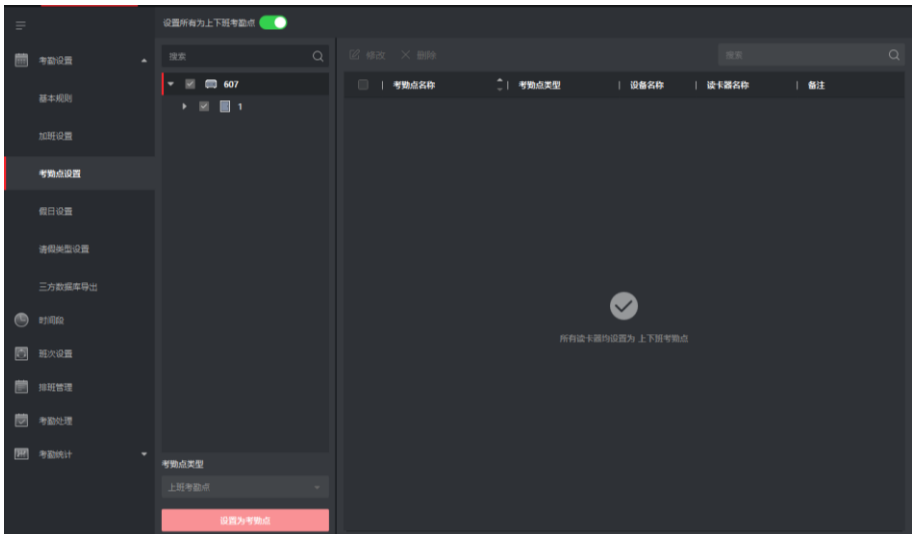 设置所有为上下班考勤点
考勤设置
基本规则
加班设置
考勤点设置
假日设置
请假类型设置
三方数据库导出
时间段
班次设置
排班管理
考勤处理
考勤统计
搜索
607
1
考勤点类型
上班考勤点
设置为考勤点
修改 删除 搜索
考勤点名称 考勤点类型 设备名称 读卡器名称 备注
所有读卡器均设置为 上下班考勤点